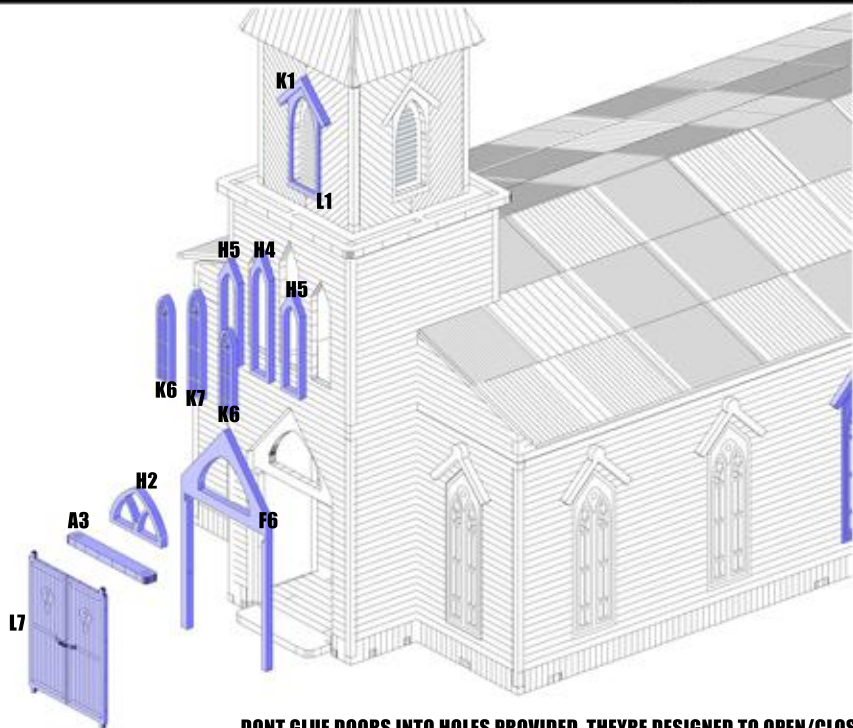 K1
L1
H5 H4
H5
K6
K7
K6
H2
A3
F6
L7
DONT GLUE DOORS INTO HOLES PROVIDED, THEYRE DESIGNED TO OPEN/CLOS